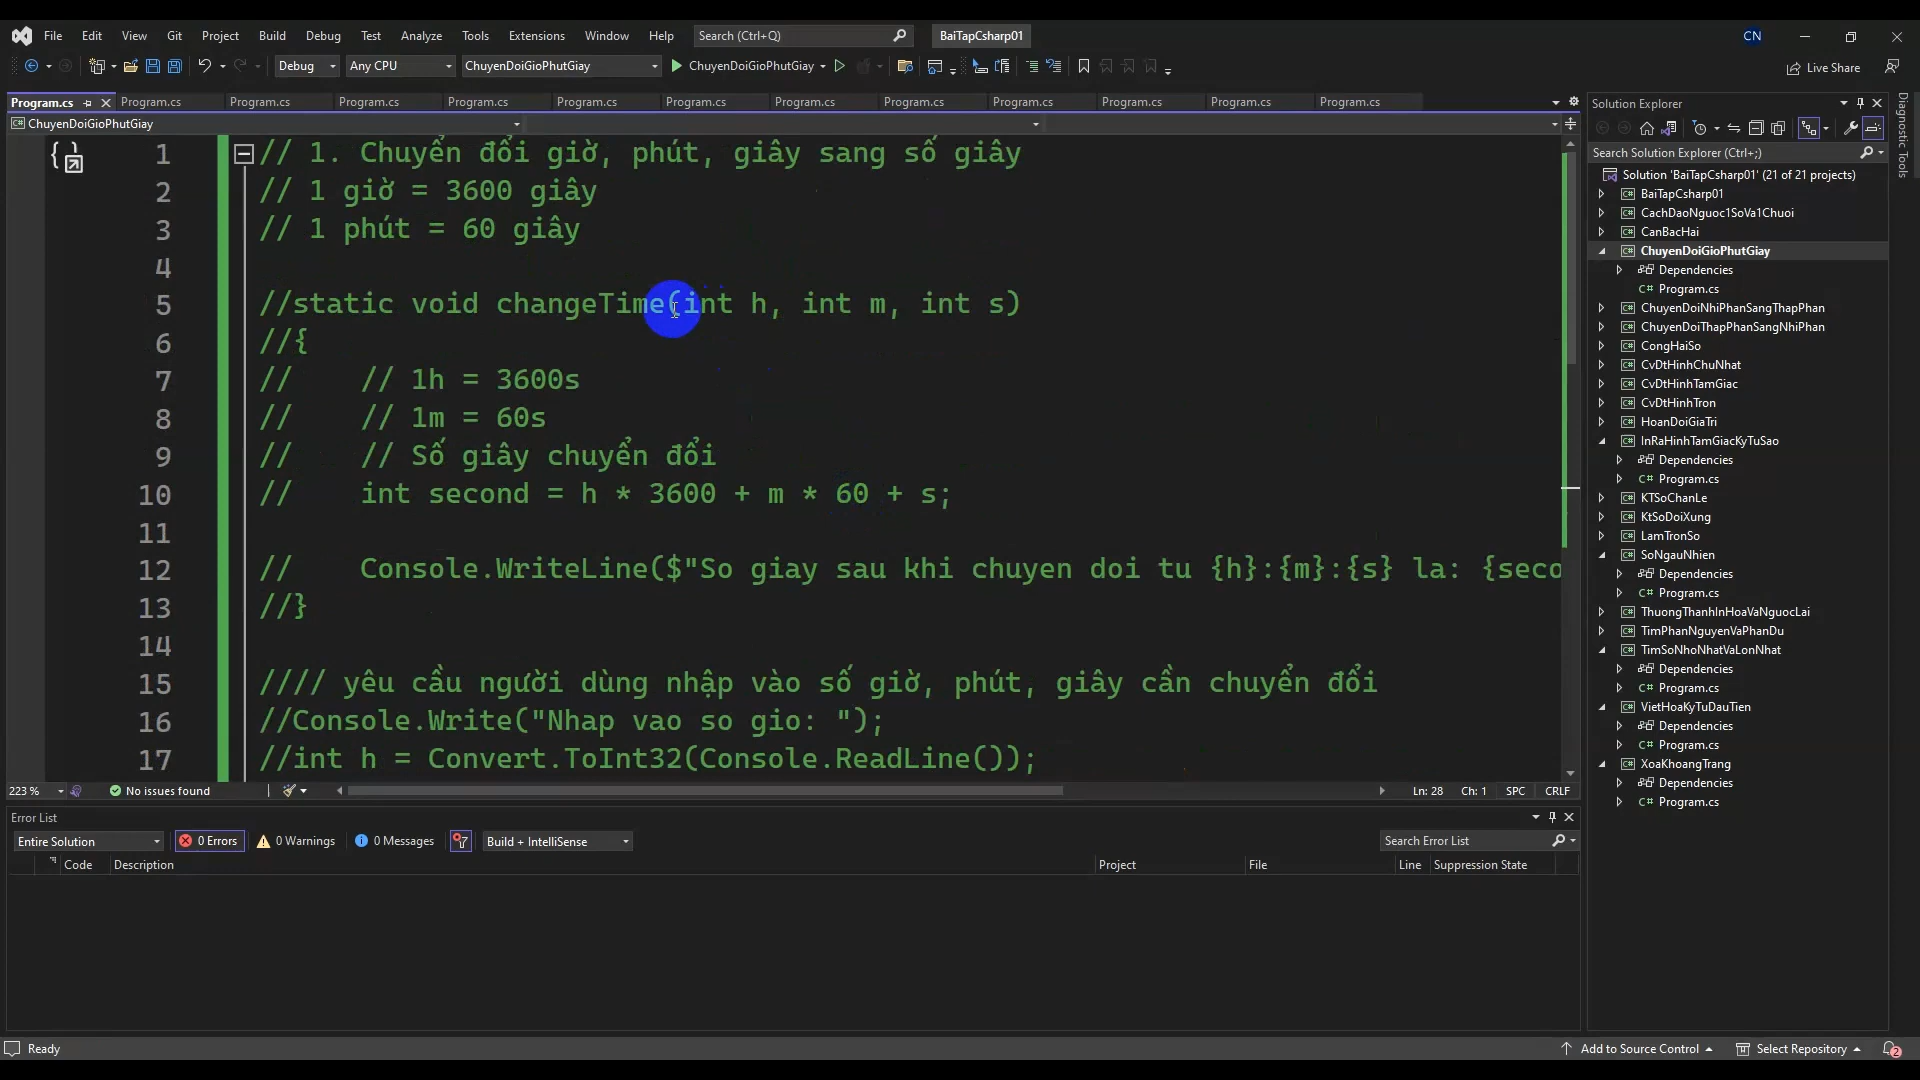 File Edit View Git Project Build Debug Test Analyze Tools Extensions Window Help Search (Ctrl+Q) BaiTapCsharp01 CN
Debug Any CPU ChuyenDoiGioPhutGiay ChuyenDoiGioPhutGiay Live Share
Program.cs Program.cs Program.cs Program.cs Program.cs Program.cs Program.cs Program.cs Program.cs Program.cs Program.cs Program.cs Program.cs
ChuyenDoiGioPhutGiay
1 // 1. Chuyển đổi giờ, phút, giây sang số giây
2 // 1 giờ = 3600 giây
3 // 1 phút = 60 giây
4
5 //static void changeTime(int h, int m, int s)
6 //{
7 //    // 1h = 3600s
8 //    // 1m = 60s
9 //    // Số giây chuyển đổi
10 //    int second = h * 3600 + m * 60 + s;
11
12 //    Console.WriteLine($"So giay sau khi chuyen doi tu {h}:{m}:{s} la: {seco
13 //}
14
15 //// yêu cầu người dùng nhập vào số giờ, phút, giây cần chuyển đổi
16 //Console.Write("Nhap vao so gio: ");
17 //int h = Convert.ToInt32(Console.ReadLine());
223 % No issues found Ln: 28 Ch: 1 SPC CRLF
Error List
Entire Solution 0 Errors 0 Warnings 0 Messages Build + IntelliSense Search Error List
Code Description Project File Line Suppression State
Solution Explorer
Search Solution Explorer (Ctrl+;)
Solution 'BaiTapCsharp01' (21 of 21 projects)
BaiTapCsharp01
CachDaoNguoc1SoVa1Chuoi
CanBacHai
ChuyenDoiGioPhutGiay
Dependencies
C# Program.cs
ChuyenDoiNhiPhanSangThapPhan
ChuyenDoiThapPhanSangNhiPhan
CongHaiSo
CvDtHinhChuNhat
CvDtHinhTamGiac
CvDtHinhTron
HoanDoiGiaTri
InRaHinhTamGiacKyTuSao
Dependencies
C# Program.cs
KTSoChanLe
KtSoDoiXung
LamTronSo
SoNgauNhien
Dependencies
C# Program.cs
ThuongThanhInHoaVaNguocLai
TimPhanNguyenVaPhanDu
TimSoNhoNhatVaLonNhat
Dependencies
C# Program.cs
VietHoaKyTuDauTien
Dependencies
C# Program.cs
XoaKhoangTrang
Dependencies
C# Program.cs
Diagnostic Tools
Ready Add to Source Control Select Repository 2